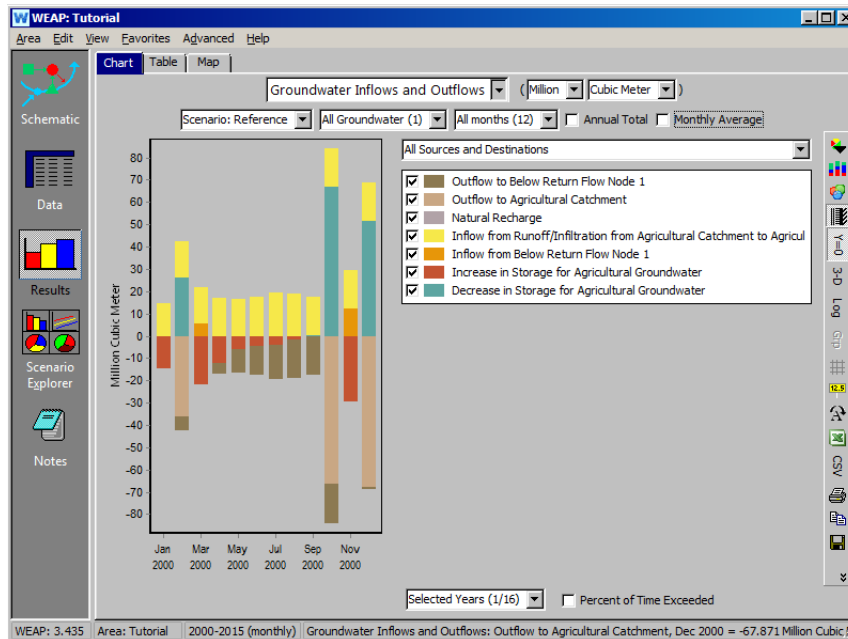 WEAP: Tutorial
Area Edit View Favorites Advanced Help
Schematic
Data
Results
Scenario
Explorer
Notes
Chart Table Map
Groundwater Inflows and Outflows ( Million Cubic Meter )
Scenario: Reference All Groundwater (1) All months (12) Annual Total Monthly Average
All Sources and Destinations
Outflow to Below Return Flow Node 1
Outflow to Agricultural Catchment
Natural Recharge
Inflow from Runoff/Infiltration from Agricultural Catchment to Agricul
Inflow from Below Return Flow Node 1
Increase in Storage for Agricultural Groundwater
Decrease in Storage for Agricultural Groundwater
Million Cubic Meter
80
70
60
50
40
30
20
10
0
-10
-20
-30
-40
-50
-60
-70
-80
Jan Mar May Jul Sep Nov
2000 2000 2000 2000 2000 2000
Y=0
3-D
Log
Grp
12.5
A
CSV
Selected Years (1/16) Percent of Time Exceeded
WEAP: 3.435 Area: Tutorial 2000-2015 (monthly) Groundwater Inflows and Outflows: Outflow to Agricultural Catchment, Dec 2000 = -67.871 Million Cubic